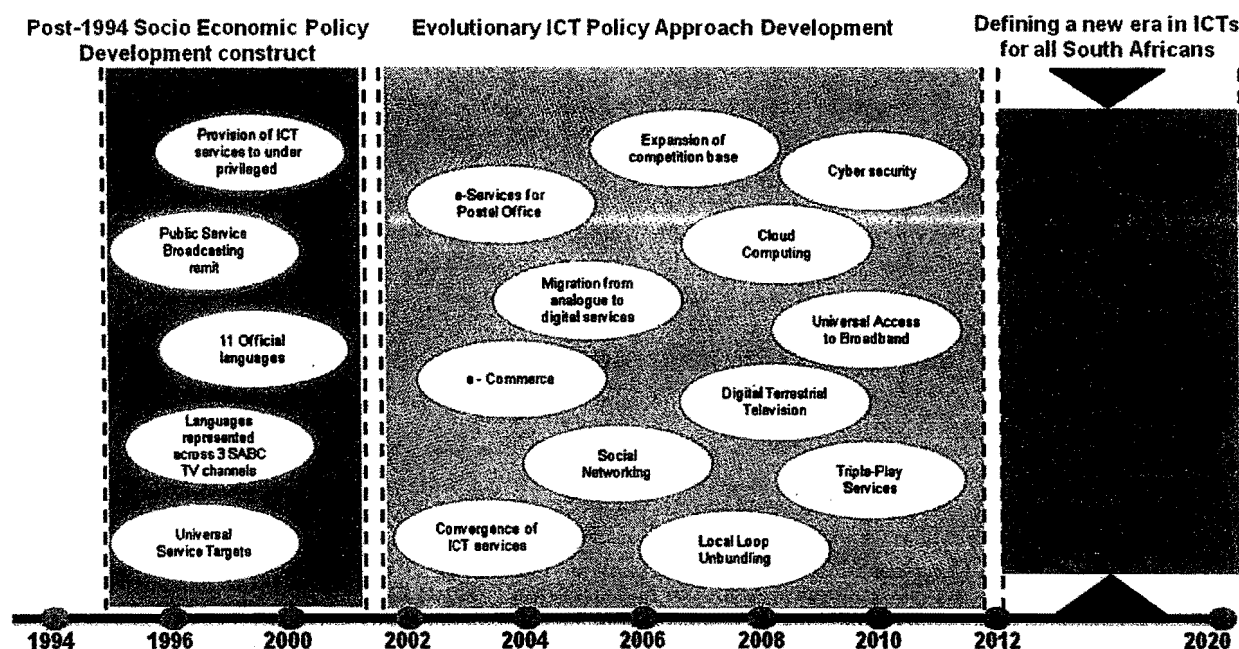 Post-1994 Socio Economic Policy
Development construct
Evolutionary ICT Policy Approach Development
Defining a new era in ICTs
for all South Africans
Provision of ICT
services to under
privileged
Public Service
Broadcasting
remit
11 Official
languages
Languages
represented
across 3 SABC
TV channels
Universal
Service Targets
Expansion of
competition base
Cyber security
e-Services for
Postal Office
Cloud
Computing
Migration from
analogue to
digital services
Universal Access
to Broadband
e - Commerce
Digital Terrestrial
Television
Social
Networking
Triple-Play
Services
Convergence of
ICT services
Local Loop
Unbundling
1994
1996
2000
2002
2004
2006
2008
2010
2012
2020